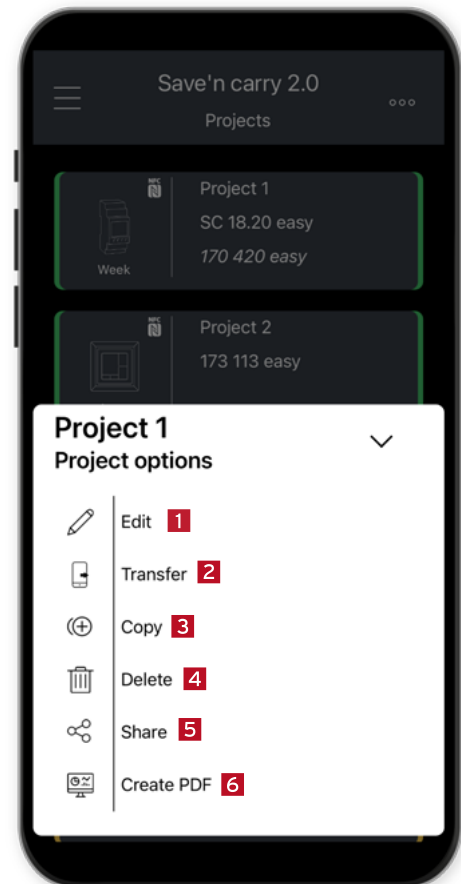 Save'n carry 2.0
Projects
NFC
Project 1
SC 18.20 easy
170 420 easy
Week
NFC
Project 2
173 113 easy
Project 1
Project options
Edit 1
Transfer 2
Copy 3
Delete 4
Share 5
Create PDF 6